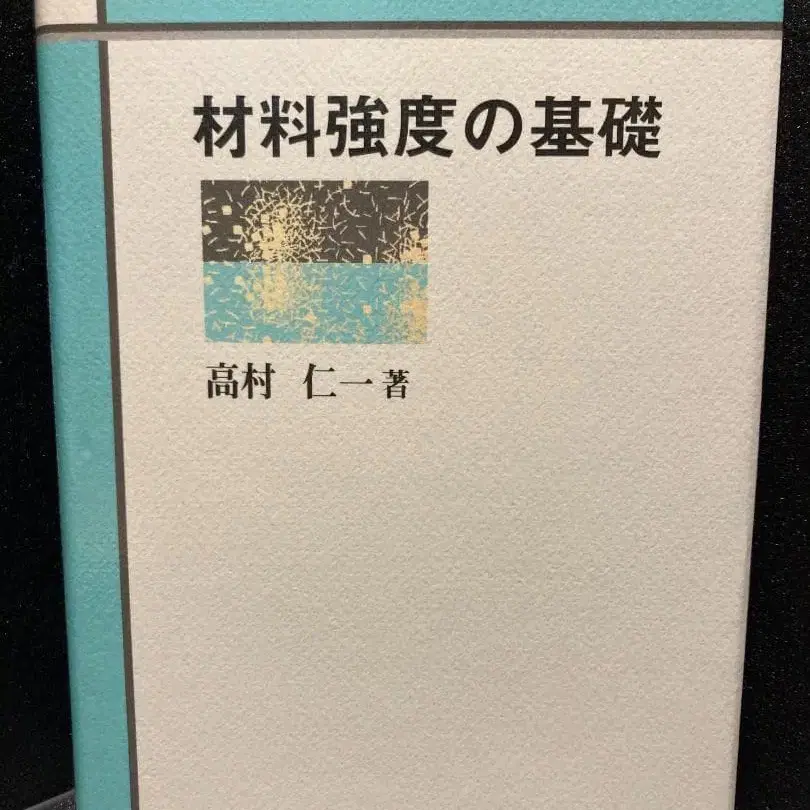 材料強度の基礎
高村 仁一 著